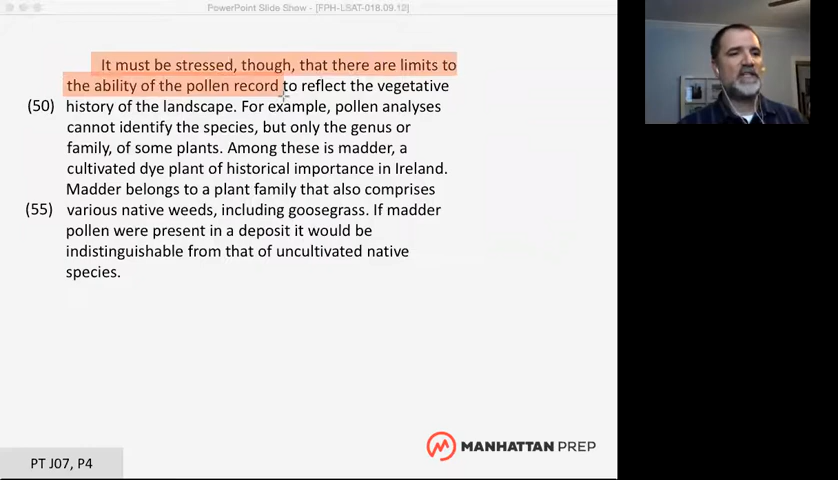 PowerPoint Slide Show - [FPH-LSAT-018.09.12]
It must be stressed, though, that there are limits to
the ability of the pollen record to reflect the vegetative
(50) history of the landscape. For example, pollen analyses
cannot identify the species, but only the genus or
family, of some plants. Among these is madder, a
cultivated dye plant of historical importance in Ireland.
Madder belongs to a plant family that also comprises
(55) various native weeds, including goosegrass. If madder
pollen were present in a deposit it would be
indistinguishable from that of uncultivated native
species.
MANHATTAN PREP
PT J07, P4